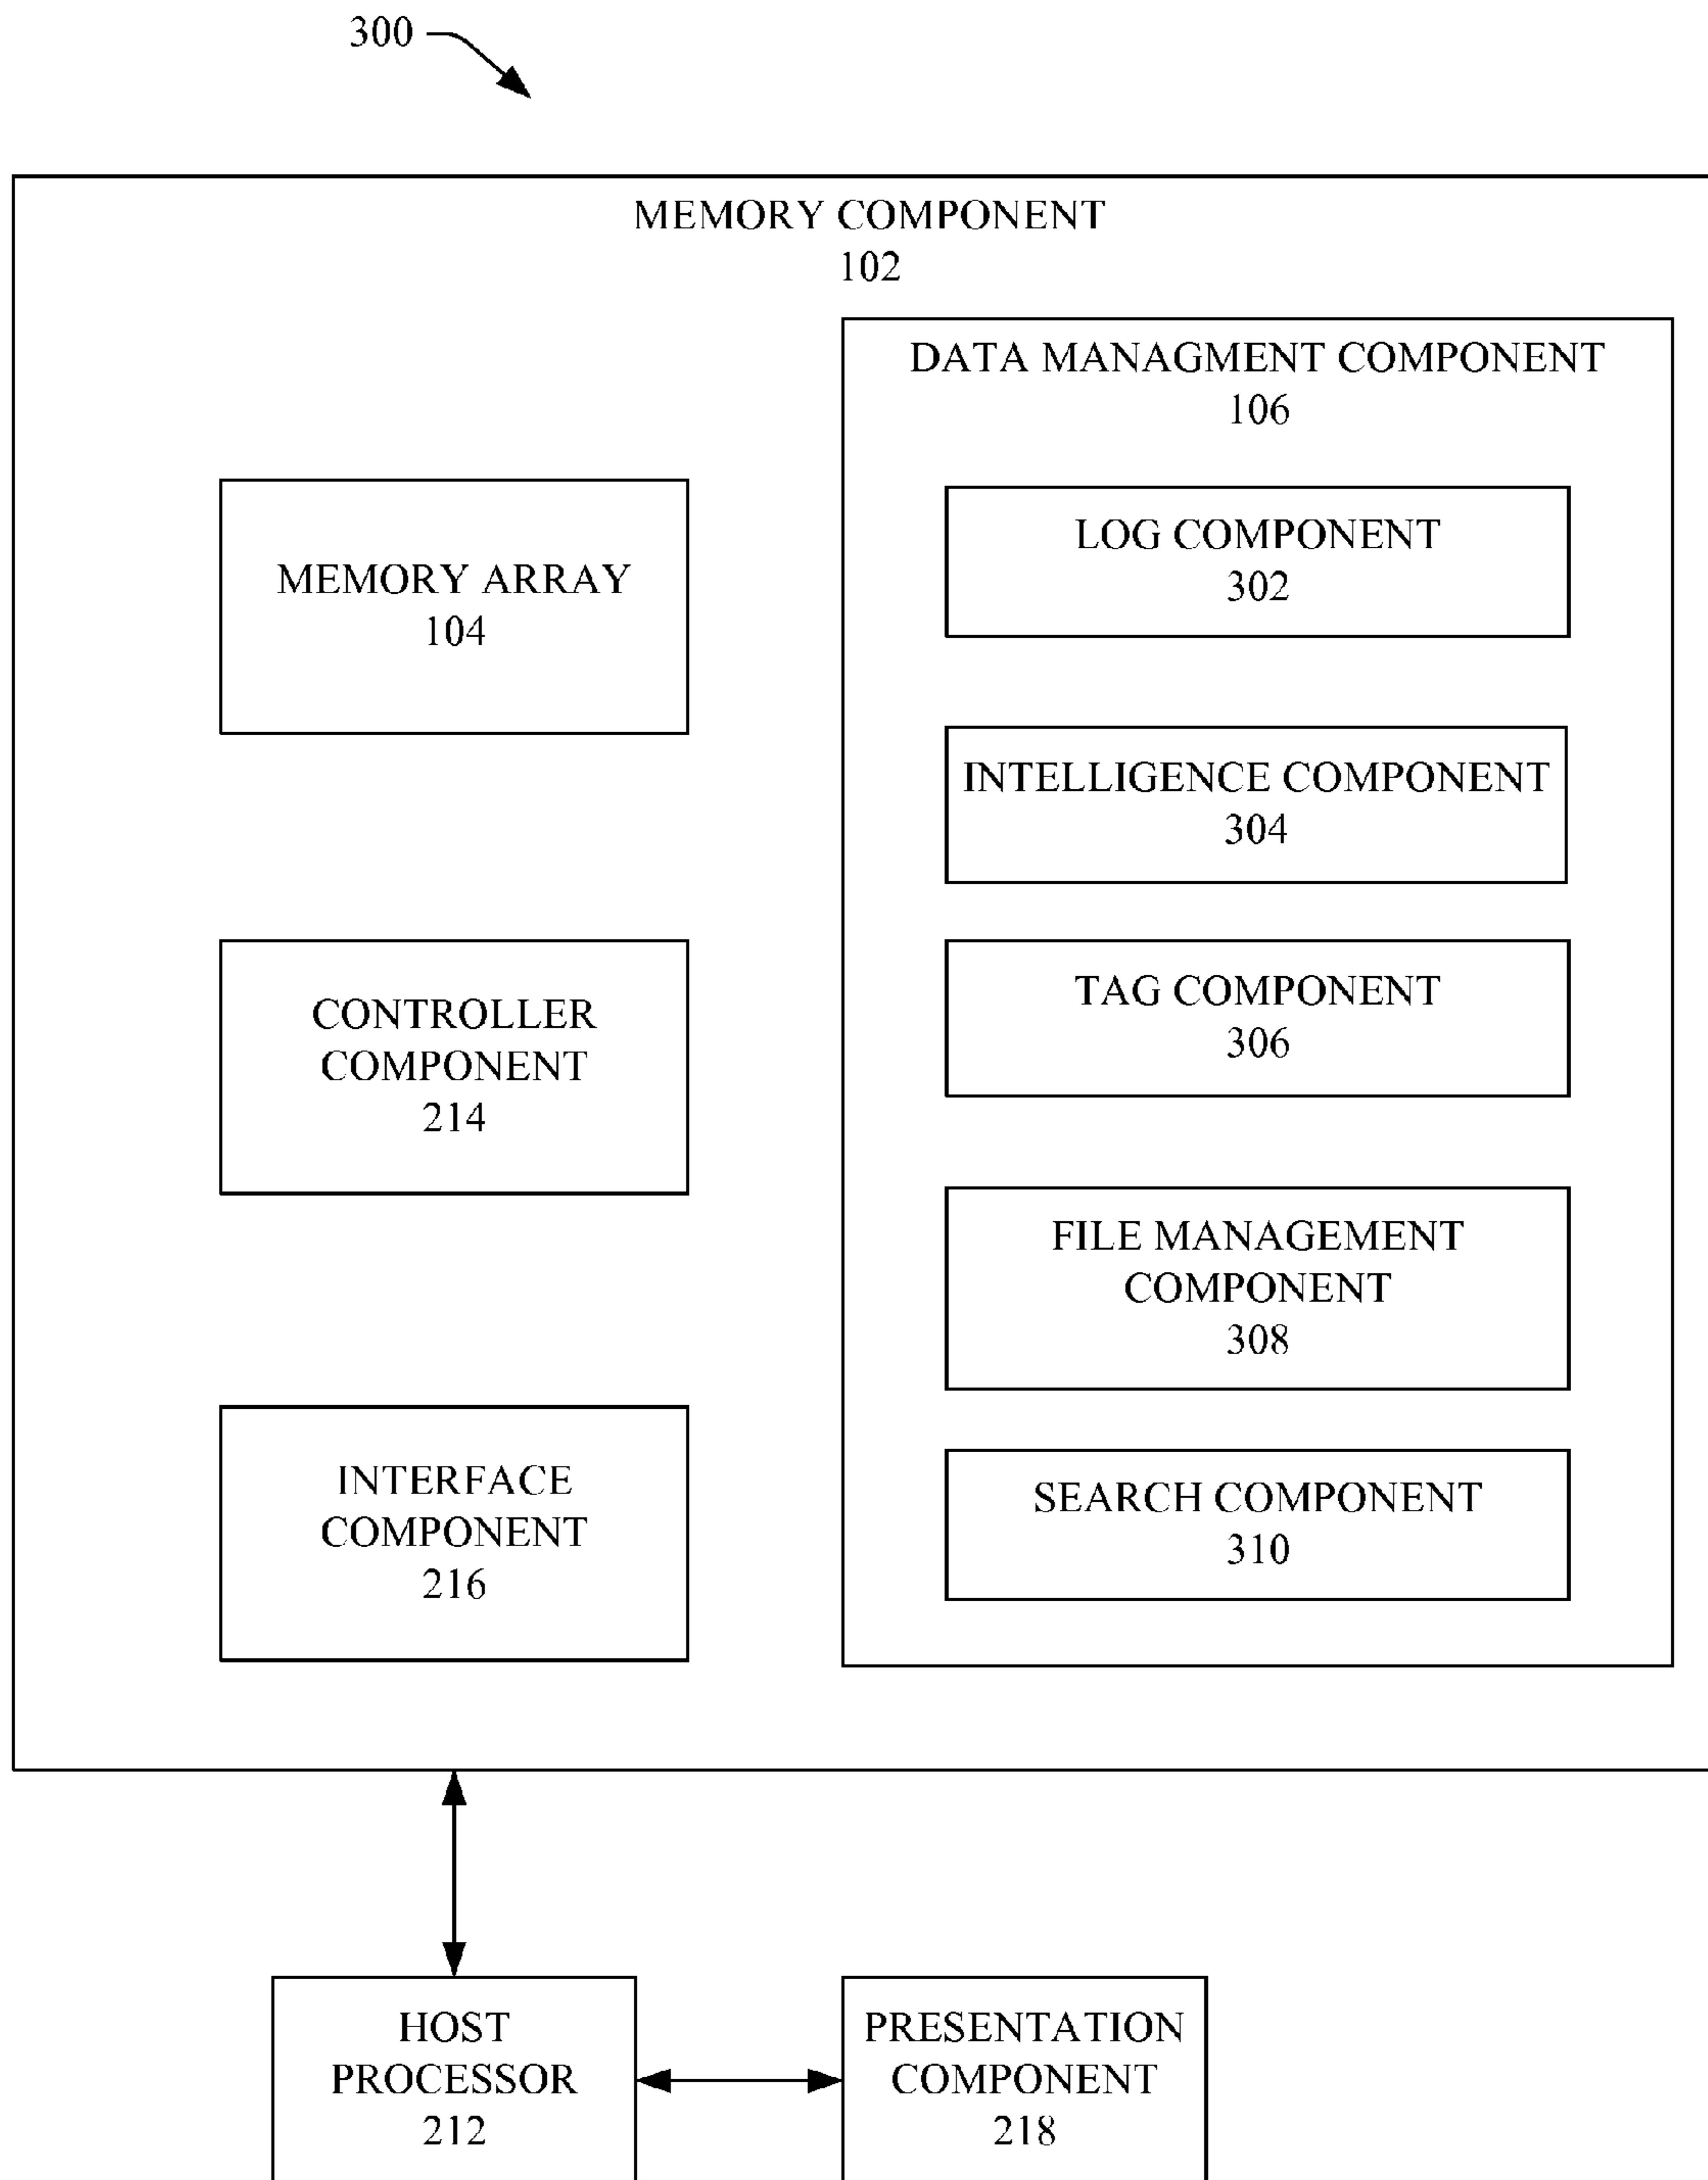 300
MEMORY COMPONENT
102
DATA MANAGMENT COMPONENT
106
MEMORY ARRAY
104
CONTROLLER
COMPONENT
214
INTERFACE
COMPONENT
216
LOG COMPONENT
302
INTELLIGENCE COMPONENT
304
TAG COMPONENT
306
FILE MANAGEMENT
COMPONENT
308
SEARCH COMPONENT
310
HOST
PROCESSOR
212
PRESENTATION
COMPONENT
218